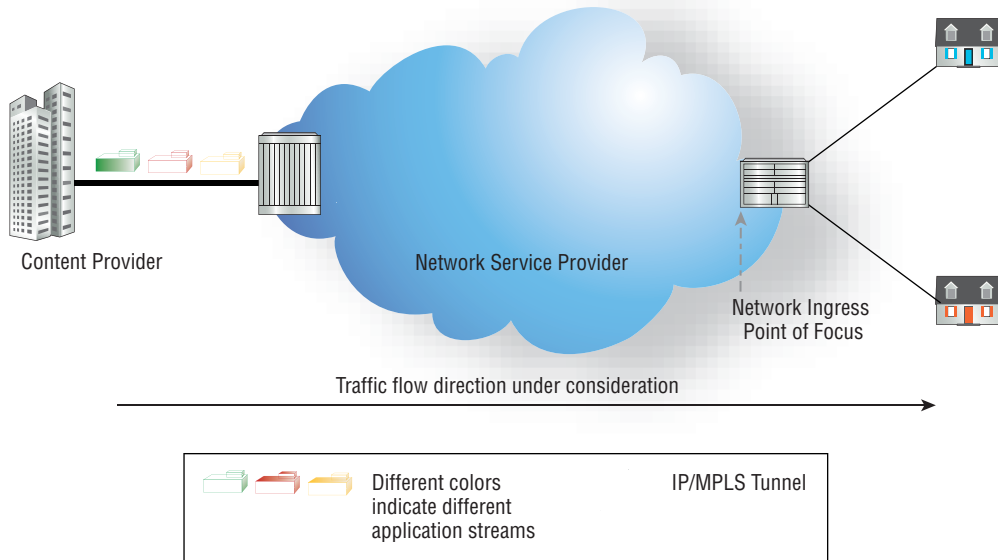 Content Provider
Network Service Provider
Network Ingress
Point of Focus
Traffic flow direction under consideration
Different colors
indicate different
application streams
IP/MPLS Tunnel